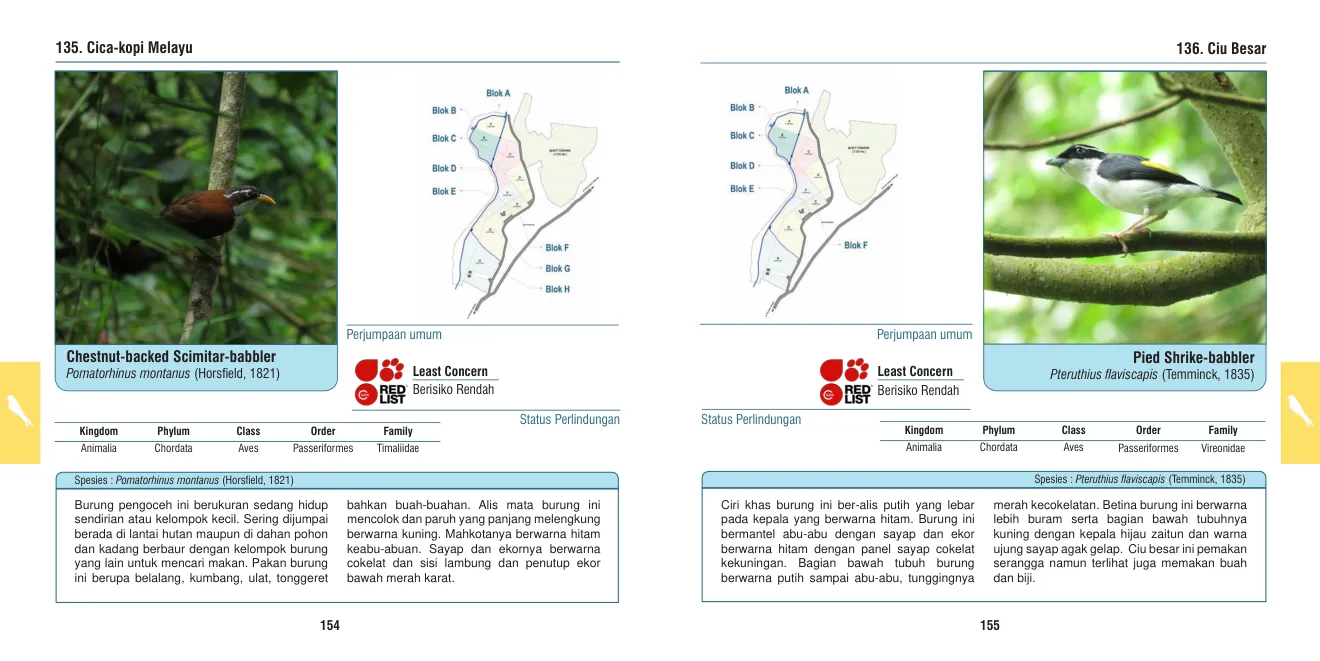 135. Cica-kopi Melayu
Blok A
Blok B
Blok C
Blok D
Blok E
Blok F
Blok G
Blok H
Perjumpaan umum
Chestnut-backed Scimitar-babbler
Pomatorhinus montanus (Horsfield, 1821)
RED
LIST
Least Concern
Berisiko Rendah
Status Perlindungan
Kingdom Phylum Class Order Family
Animalia Chordata Aves Passeriformes Timaliidae
Spesies : Pomatorhinus montanus (Horsfield, 1821)
Burung pengoceh ini berukuran sedang hidup
sendirian atau kelompok kecil. Sering dijumpai
berada di lantai hutan maupun di dahan pohon
dan kadang berbaur dengan kelompok burung
yang lain untuk mencari makan. Pakan burung
ini berupa belalang, kumbang, ulat, tonggeret
bahkan buah-buahan. Alis mata burung ini
mencolok dan paruh yang panjang melengkung
berwarna kuning. Mahkotanya berwarna hitam
keabu-abuan. Sayap dan ekornya berwarna
cokelat dan sisi lambung dan penutup ekor
bawah merah karat.
154
136. Ciu Besar
Blok A
Blok B
Blok C
Blok D
Blok E
Blok F
Perjumpaan umum
Pied Shrike-babbler
Pteruthius flaviscapis (Temminck, 1835)
RED
LIST
Least Concern
Berisiko Rendah
Status Perlindungan
Kingdom Phylum Class Order Family
Animalia Chordata Aves Passeriformes Vireonidae
Spesies : Pteruthius flaviscapis (Temminck, 1835)
Ciri khas burung ini ber-alis putih yang lebar
pada kepala yang berwarna hitam. Burung ini
bermantel abu-abu dengan sayap dan ekor
berwarna hitam dengan panel sayap cokelat
kekuningan. Bagian bawah tubuh burung
berwarna putih sampai abu-abu, tunggingnya
merah kecokelatan. Betina burung ini berwarna
lebih buram serta bagian bawah tubuhnya
kuning dengan kepala hijau zaitun dan warna
ujung sayap agak gelap. Ciu besar ini pemakan
serangga namun terlihat juga memakan buah
dan biji.
155